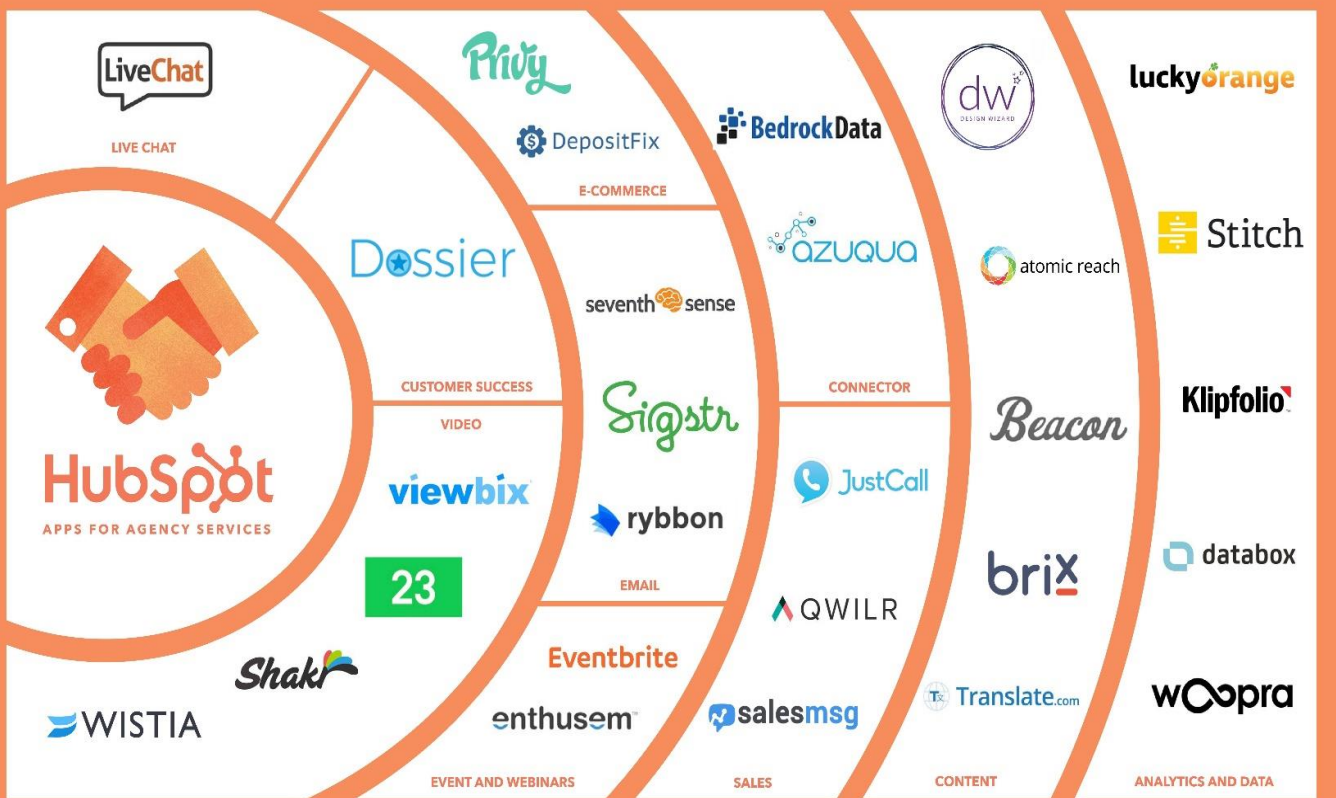 LiveChat
LIVE CHAT
HubSpot
APPS FOR AGENCY SERVICES
Dossier
CUSTOMER SUCCESS
VIDEO
viewbix
23
Shakr
WISTIA
Privy
$ DepositFix
E-COMMERCE
seventh sense
Sigstr
rybbon
EMAIL
Eventbrite
enthusem™
EVENT AND WEBINARS
BedrockData
azuqua
CONNECTOR
JustCall
QWILR
salesmsg
SALES
dw
DESIGN WIZARD
atomic reach
Beacon
brix
Translate.com
CONTENT
luckyorange
Stitch
Klipfolio
databox
woopra
ANALYTICS AND DATA